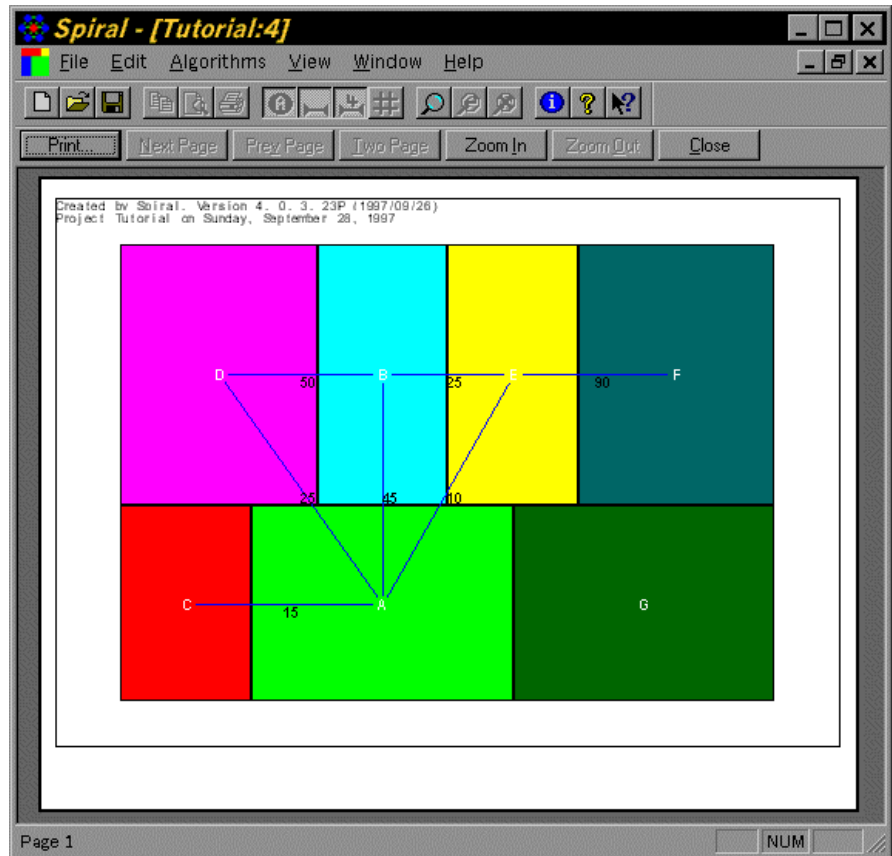 Spiral - [Tutorial:4]
File Edit Algorithms View Window Help
Print... Next Page Prev Page Two Page Zoom In Zoom Out Close
Created by Spiral. Version 4. 0. 3. 23P (1997/09/26)
Project Tutorial on Sunday, September 28, 1997
D 50 B 25 E 90 F
25 45 10
C 15 A G
Page 1 NUM